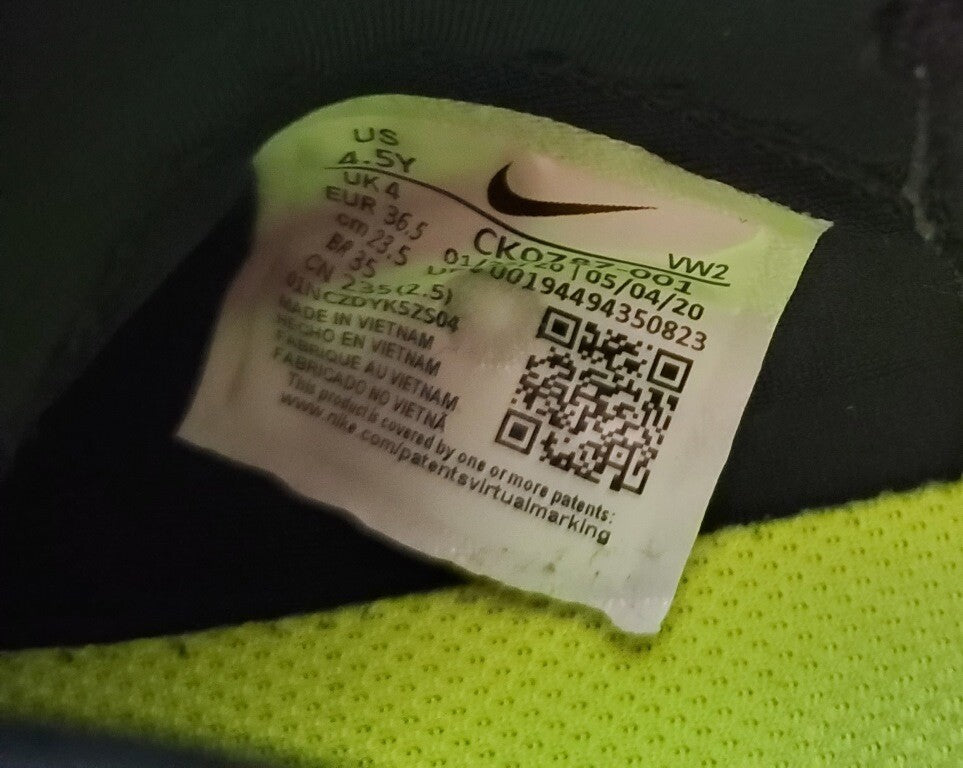 US
4.5Y
UK 4
EUR 36.5
cm 23.5
BR 35
CN 235(2.5)
VW2
05/04/20
00194494350823
01NCZDYK5ZS04
MADE IN VIETNAM
HECHO EN VIETNAM
FABRIQUE AU VIETNAM
FABRICADO NO VIETNÃ
This product is covered by one or more patents:
www.nike.com/patentsvirtualmarking